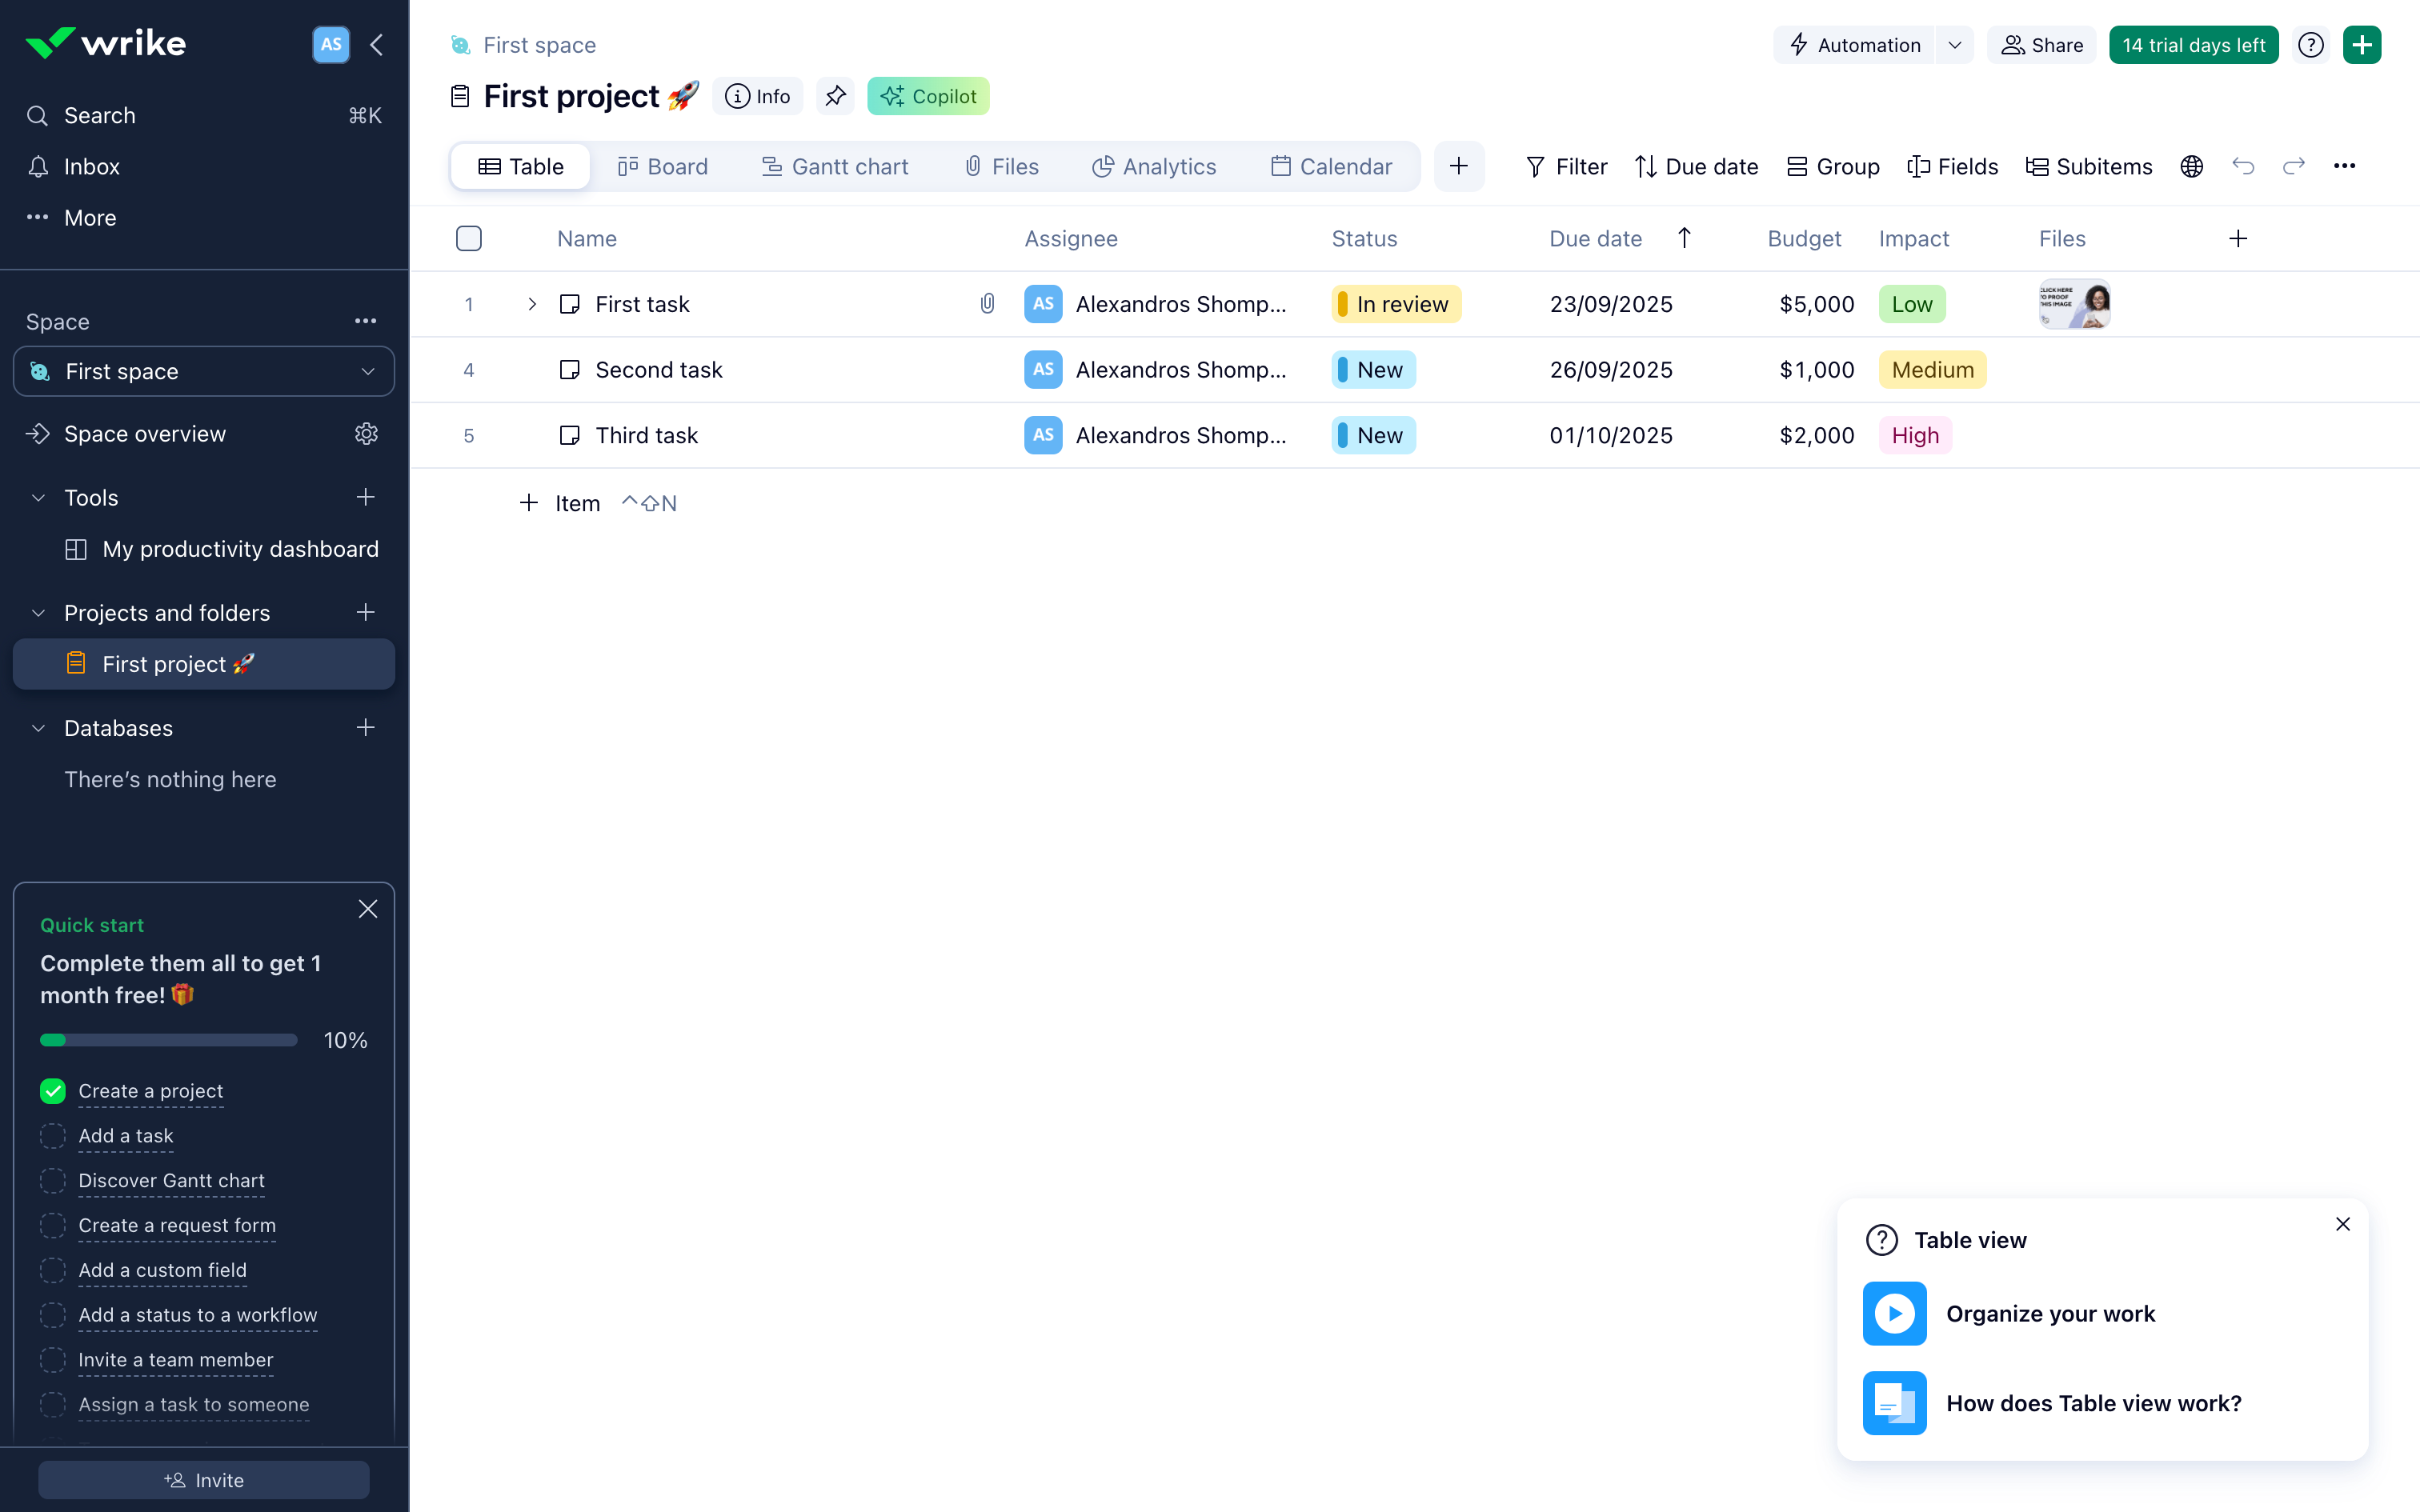 wrike
AS
Search ⌘K
Inbox
More
Space
First space
Space overview
Tools
My productivity dashboard
Projects and folders
First project 🚀
Databases
There’s nothing here
Quick start
Complete them all to get 1
month free! 🎁
10%
Create a project
Add a task
Discover Gantt chart
Create a request form
Add a custom field
Add a status to a workflow
Invite a team member
Assign a task to someone
Invite
First space
Automation
Share
14 trial days left
First project 🚀
Info
Copilot
Table
Board
Gantt chart
Files
Analytics
Calendar
Filter
Due date
Group
Fields
Subitems
Name Assignee Status Due date Budget Impact Files
1 First task AS Alexandros Shomp... In review 23/09/2025 $5,000 Low
CLICK HERE
TO PROOF
THIS IMAGE
4 Second task AS Alexandros Shomp... New 26/09/2025 $1,000 Medium
5 Third task AS Alexandros Shomp... New 01/10/2025 $2,000 High
+ Item ^⇧N
Table view
Organize your work
How does Table view work?